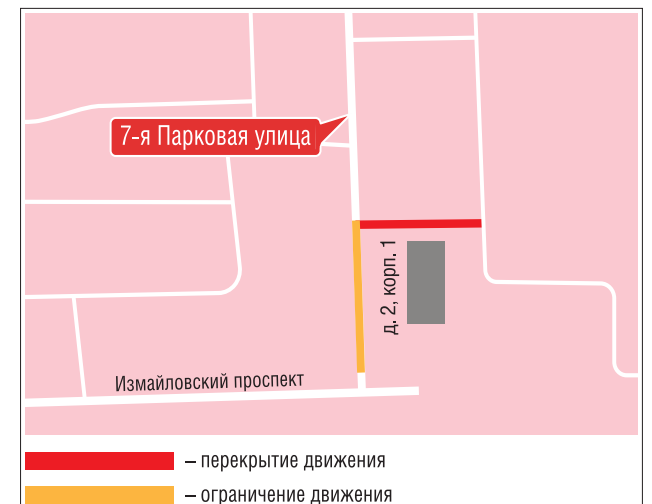 7-я Парковая улица
д. 2, корп. 1
Измайловский проспект
– перекрытие движения
– ограничение движения